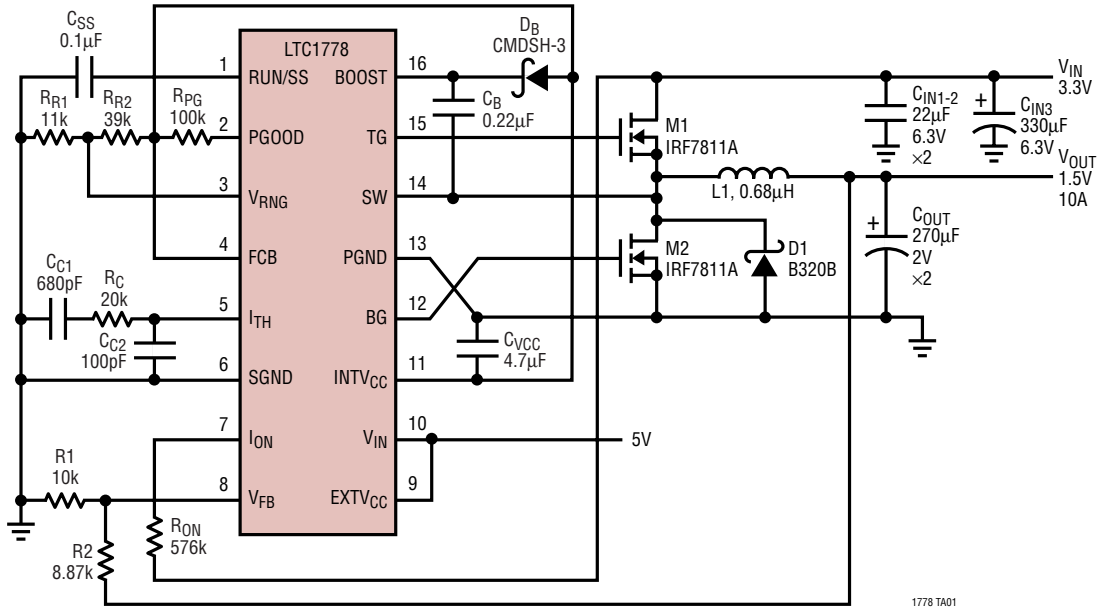 CSS
0.1µF
DB
CMDSH-3
LTC1778
1
RUN/SS
BOOST
16
RR1
11k
RR2
39k
RPG
100k
CB
0.22µF
VIN
3.3V
CIN1-2
22µF
6.3V
×2
+
CIN3
330µF
6.3V
2
PGOOD
TG
15
M1
IRF7811A
VOUT
1.5V
10A
3
VRNG
SW
14
L1, 0.68µH
4
FCB
PGND
13
M2
IRF7811A
D1
B320B
+
COUT
270µF
2V
×2
CC1
680pF
RC
20k
5
ITH
BG
12
CC2
100pF
CVCC
4.7µF
6
SGND
INTVCC
11
7
ION
VIN
10
5V
R1
10k
8
VFB
EXTVCC
9
RON
576k
R2
8.87k
1778 TA01